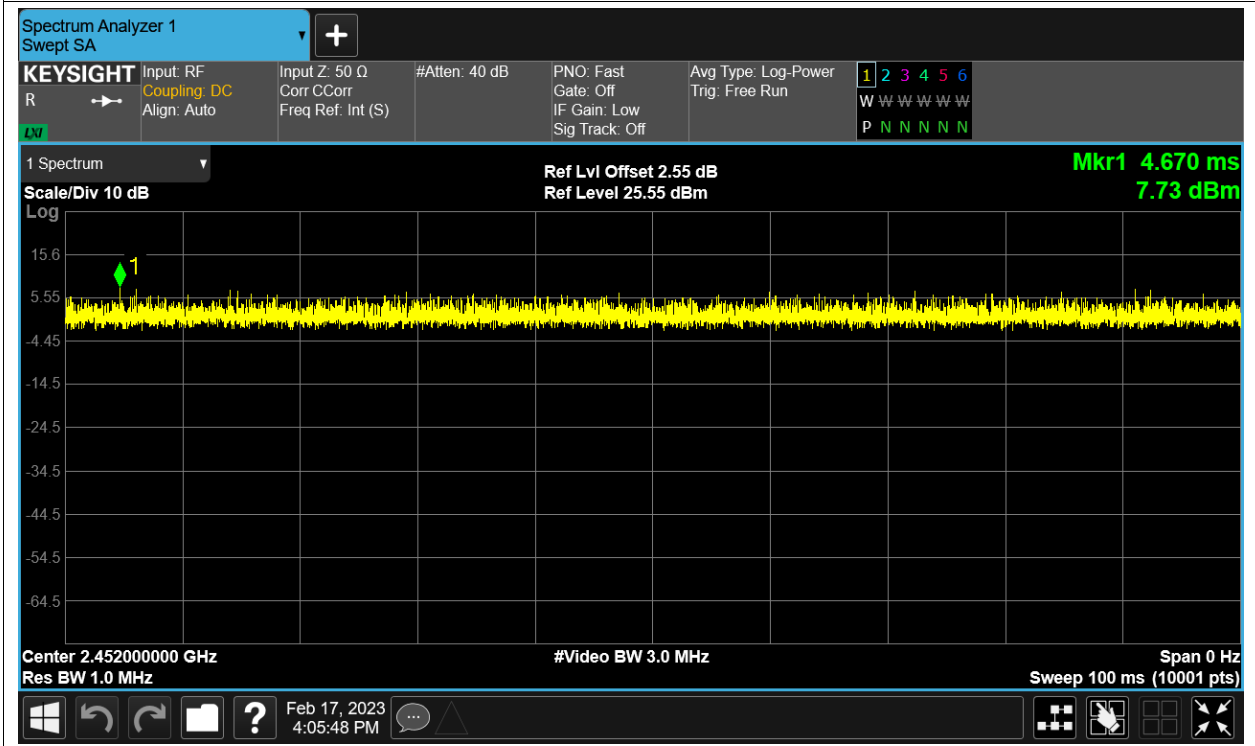 Spectrum Analyzer 1
Swept SA
+
KEYSIGHT Input: RF Input Z: 50 Ω #Atten: 40 dB PNO: Fast Avg Type: Log-Power 1 2 3 4 5 6
R Coupling: DC Corr CCorr Gate: Off Trig: Free Run W W W W W W
Align: Auto Freq Ref: Int (S) IF Gain: Low
LXI Sig Track: Off P N N N N N
1 Spectrum Ref Lvl Offset 2.55 dB Mkr1 4.670 ms
Scale/Div 10 dB Ref Level 25.55 dBm 7.73 dBm
Log
15.6
1
5.55
-4.45
-14.5
-24.5
-34.5
-44.5
-54.5
-64.5
Center 2.452000000 GHz #Video BW 3.0 MHz Span 0 Hz
Res BW 1.0 MHz Sweep 100 ms (10001 pts)
? Feb 17, 2023
4:05:48 PM